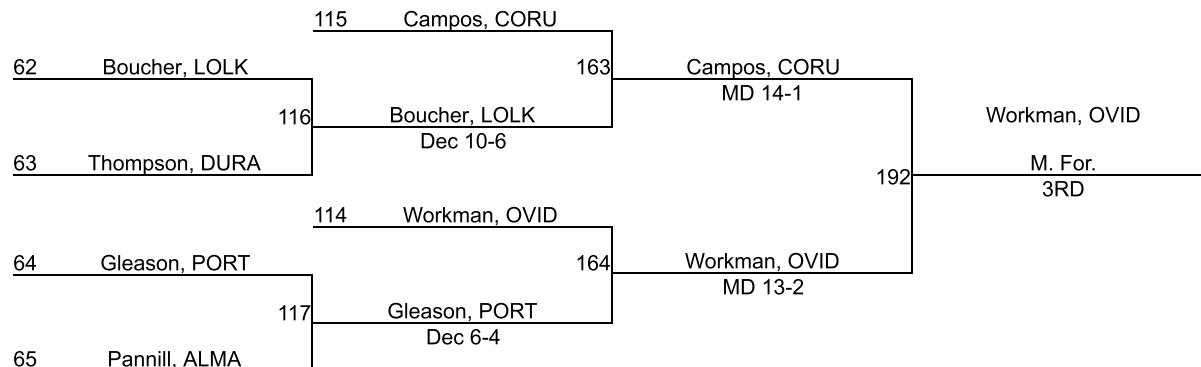 115 Campos, CORU
62 Boucher, LOLK
163 Campos, CORU
MD 14-1
116 Boucher, LOLK
Dec 10-6
Workman, OVID
63 Thompson, DURA
M. For.
192
3RD
114 Workman, OVID
64 Gleason, PORT
164 Workman, OVID
MD 13-2
117 Gleason, PORT
Dec 6-4
65 Pannill, ALMA